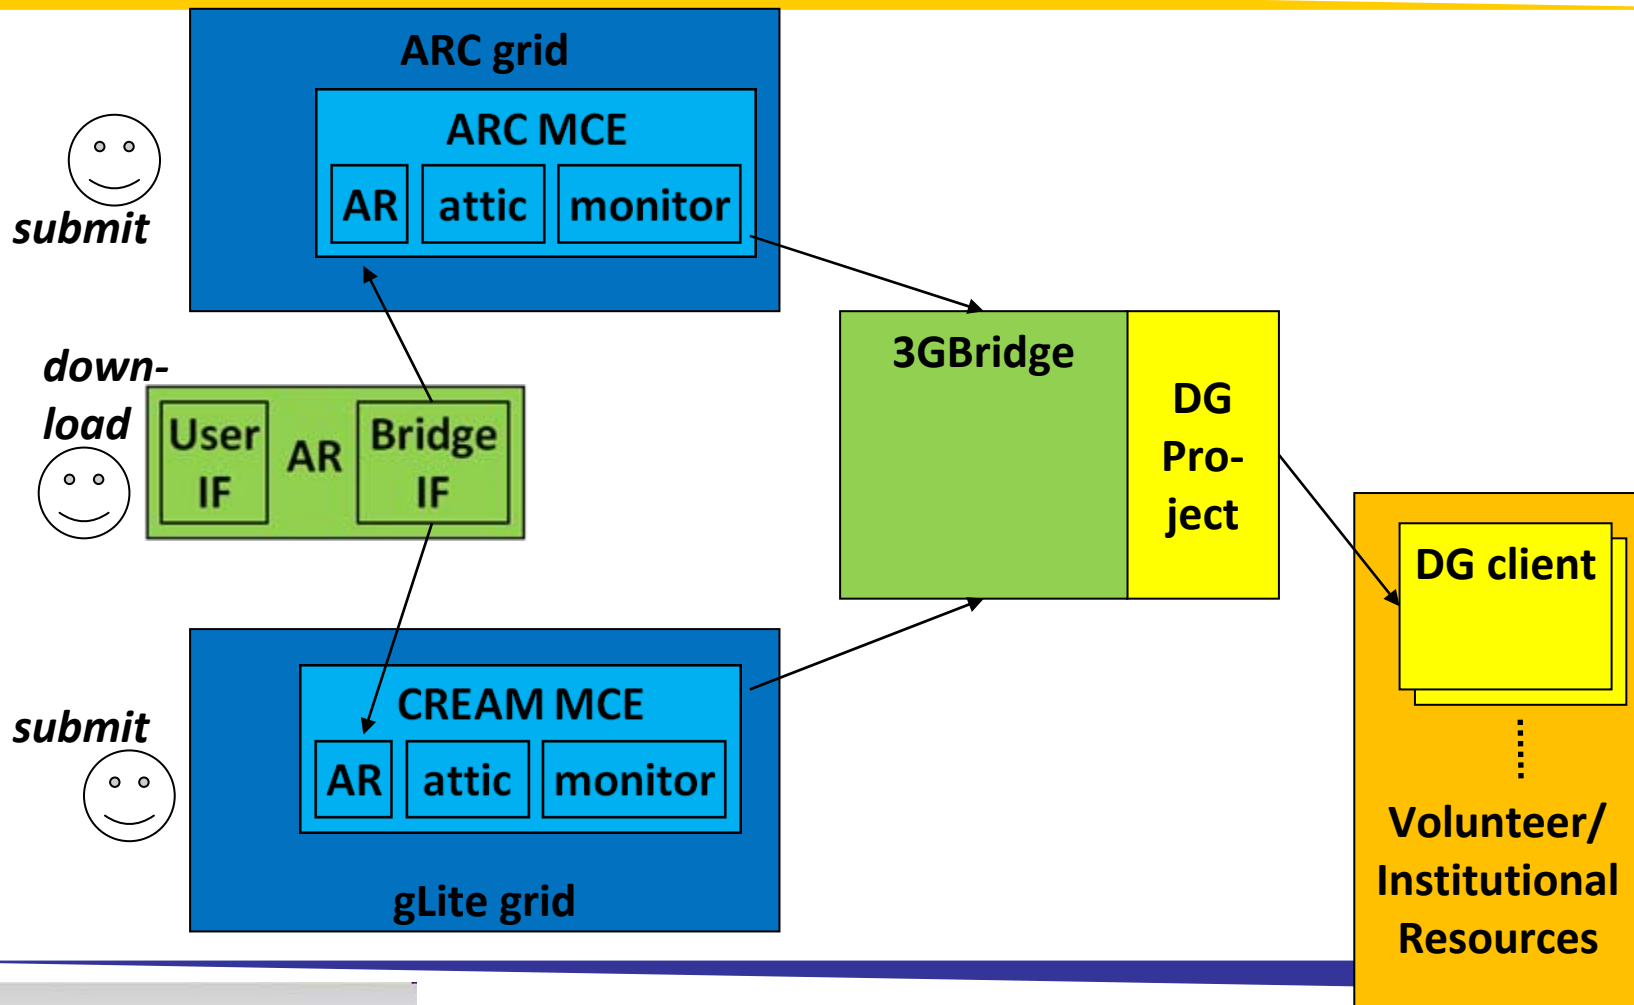 ARC grid
ARC MCE
AR attic monitor
submit
down-
load
User
IF
AR
Bridge
IF
3GBridge
DG
Pro-
ject
DG client
CREAM MCE
AR attic monitor
submit
gLite grid
Volunteer/
Institutional
Resources